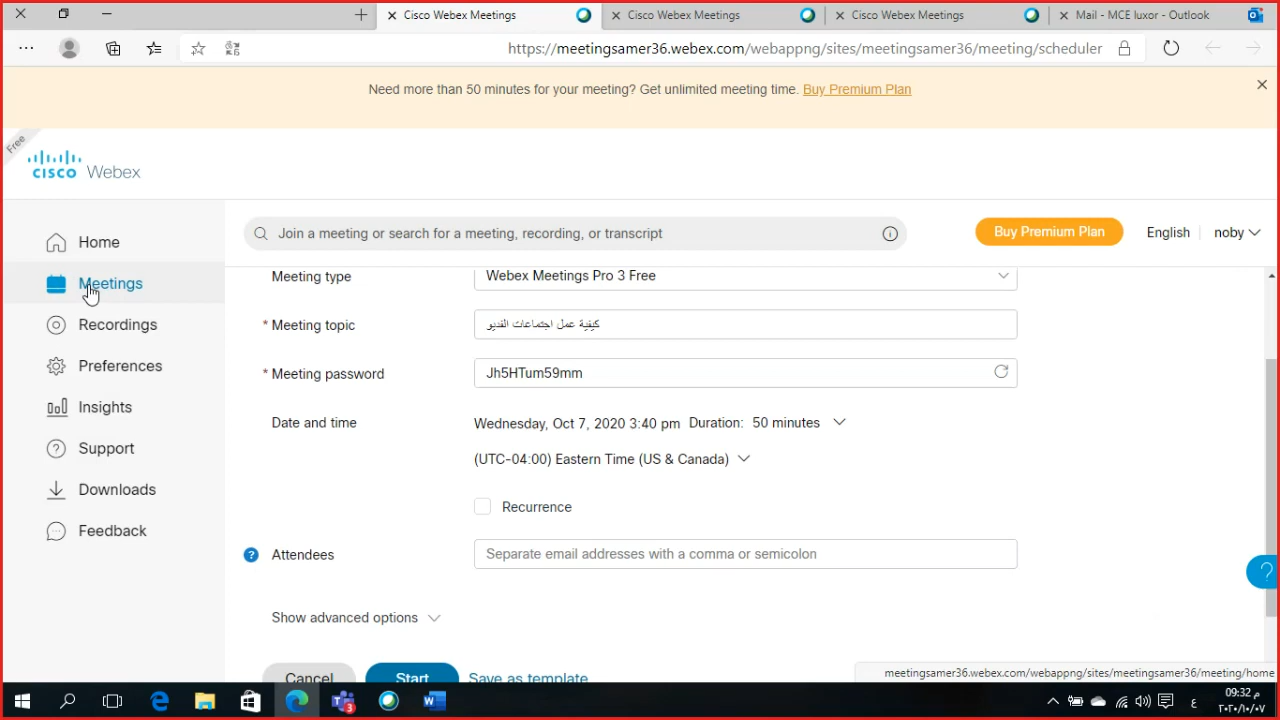 Cisco Webex Meetings
Cisco Webex Meetings
Cisco Webex Meetings
Mail - MCE luxor - Outlook
https://meetingsamer36.webex.com/webappng/sites/meetingsamer36/meeting/scheduler
Need more than 50 minutes for your meeting? Get unlimited meeting time. Buy Premium Plan
Free
CISCO Webex
Join a meeting or search for a meeting, recording, or transcript
Buy Premium Plan
English
noby
Home
Meetings
Recordings
Preferences
Insights
Support
Downloads
Feedback
Meeting type
Webex Meetings Pro 3 Free
* Meeting topic
كيفية عمل اجتماعات الفديو
* Meeting password
Jh5HTum59mm
Date and time
Wednesday, Oct 7, 2020 3:40 pm Duration: 50 minutes
(UTC-04:00) Eastern Time (US & Canada)
Recurrence
Attendees
Separate email addresses with a comma or semicolon
Show advanced options
Cancel
Start
Save as template
meetingsamer36.webex.com/webappng/sites/meetingsamer36/meeting/home
3
ع
09:32 م
٢٠٢٠/١٠/٠٧